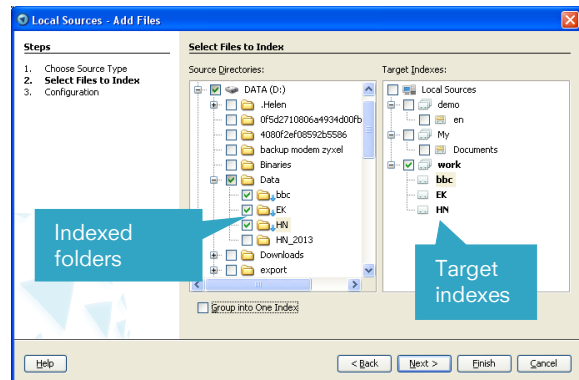 Local Sources - Add Files
Steps
1. Choose Source Type
2. Select Files to Index
3. Configuration
Select Files to Index
Source Directories:
DATA (D:)
.Helen
0f5d2710806a4934d00fb
4080f2ef08592b5586
backup modem zyxel
Binaries
Data
bbc
EK
HN
HN_2013
Downloads
export
Group into One Index
Target Indexes:
Local Sources
demo
en
My
Documents
work
bbc
EK
HN
Indexed
folders
Target
indexes
Help
< Back
Next >
Finish
Cancel